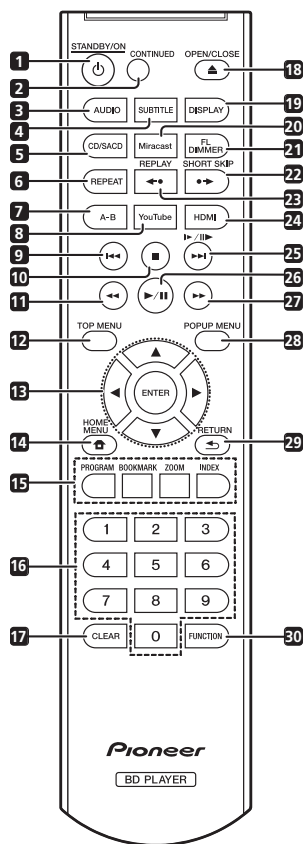 STANDBY/ON
CONTINUED
OPEN/CLOSE
1
2
18
AUDIO
SUBTITLE
DISPLAY
3
4
19
20
CD/SACD
Miracast
FL DIMMER
5
21
REPLAY
SHORT SKIP
REPEAT
6
22
23
A-B
YouTube
HDMI
7
8
24
9
10
25
26
11
27
TOP MENU
POPUP MENU
12
28
ENTER
13
HOME
MENU
RETURN
14
29
PROGRAM
BOOKMARK
ZOOM
INDEX
15
1
2
3
16
4
5
6
7
8
9
17
CLEAR
0
FUNCTION
30
Pioneer
BD PLAYER